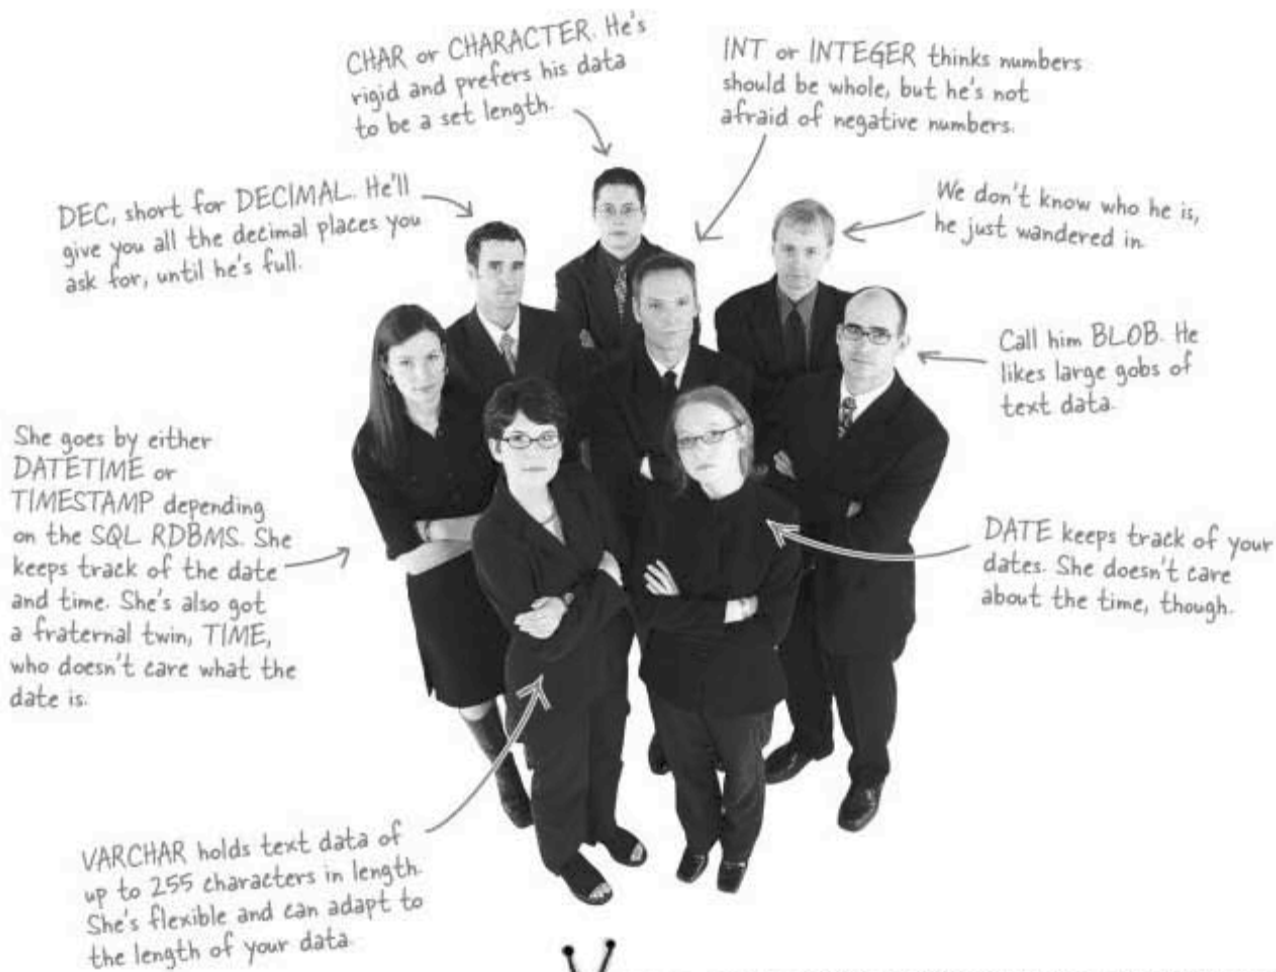 CHAR or CHARACTER. He's
rigid and prefers his data
to be a set length.
INT or INTEGER thinks numbers
should be whole, but he's not
afraid of negative numbers.
DEC, short for DECIMAL. He'll
give you all the decimal places you
ask for, until he's full.
We don't know who he is,
he just wandered in.
Call him BLOB. He
likes large gobs of
text data.
She goes by either
DATETIME or
TIMESTAMP depending
on the SQL RDBMS. She
keeps track of the date
and time. She's also got
a fraternal twin, TIME,
who doesn't care what the
date is.
DATE keeps track of your
dates. She doesn't care
about the time, though.
VARCHAR holds text data of
up to 255 characters in length.
She's flexible and can adapt to
the length of your data.